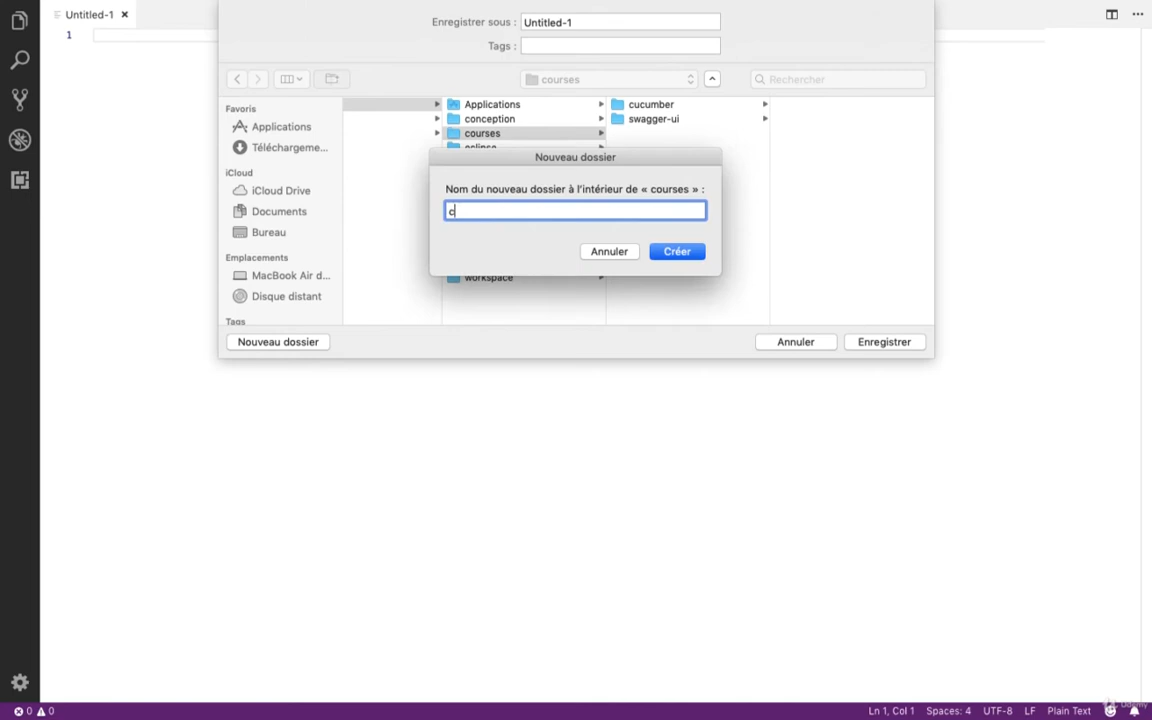 Untitled-1
1
Enregistrer sous : Untitled-1
Tags :
courses
Rechercher
Favoris
Applications
Téléchargeme...
iCloud
iCloud Drive
Documents
Bureau
Emplacements
MacBook Air d...
Disque distant
Tags
Applications
conception
courses
eclipse
workspace
cucumber
swagger-ui
Nouveau dossier
Nom du nouveau dossier à l'intérieur de « courses » :
c
Annuler
Créer
Nouveau dossier
Annuler
Enregistrer
0 0
Ln 1, Col 1
Spaces: 4
UTF-8
LF
Plain Text
Udemy